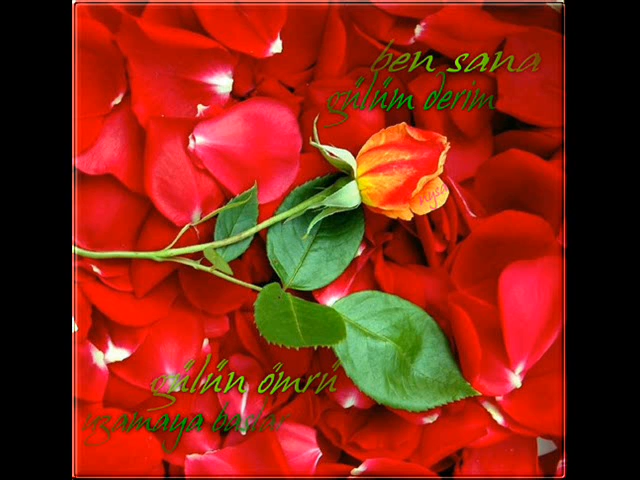 ben sana
gülüm derim
gülün ömrü
uzamaya başlar